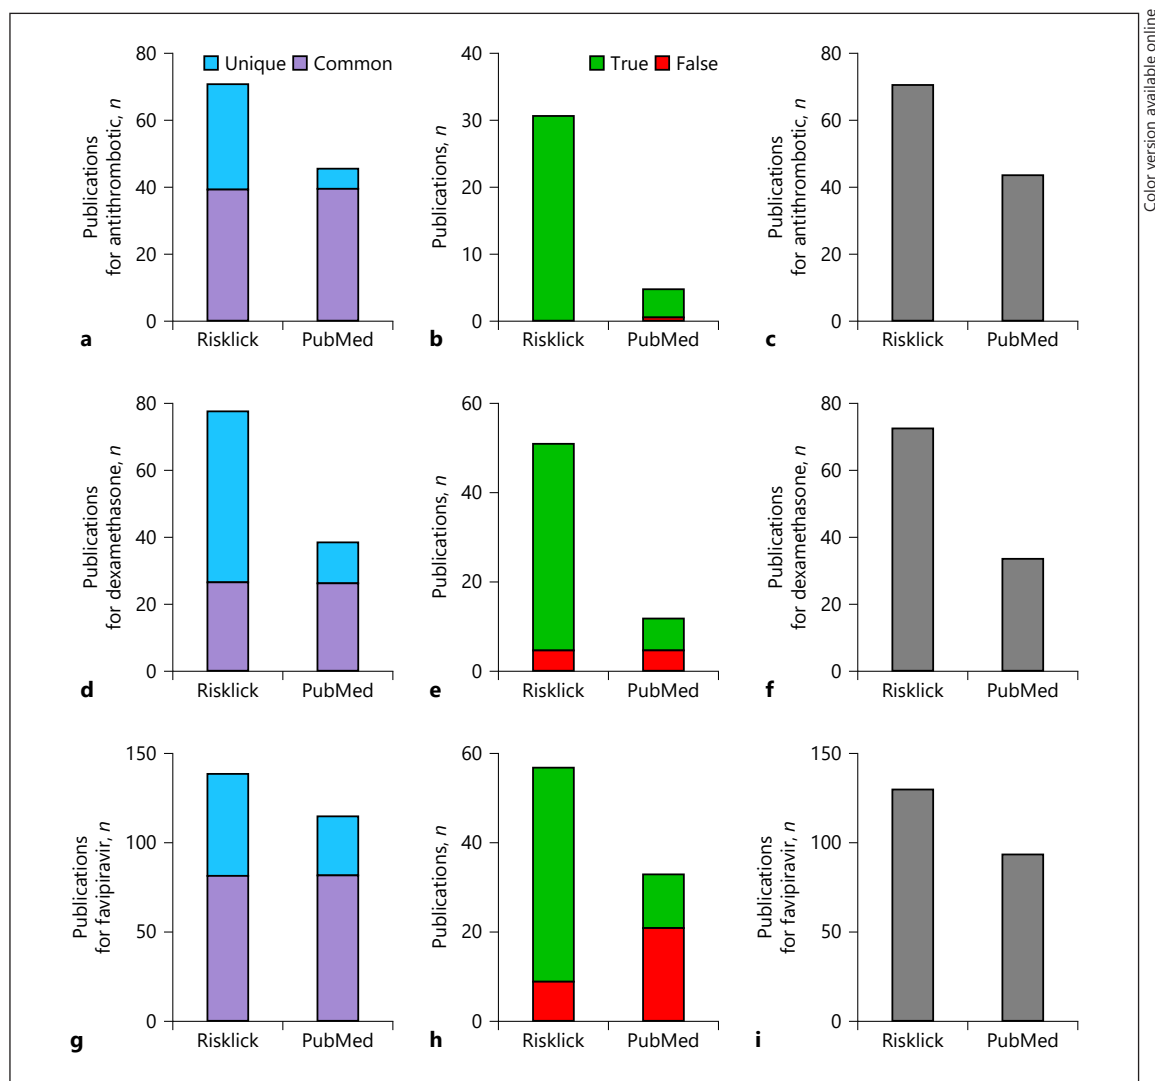 Color version available online
Unique Common
Publications
for antithrombotic, n
80
60
40
20
0
Risklick PubMed
a
True False
Publications, n
40
30
20
10
0
Risklick PubMed
b
Publications
for antithrombotic, n
80
60
40
20
0
Risklick PubMed
c
Publications
for dexamethasone, n
80
60
40
20
0
Risklick PubMed
d
Publications, n
60
40
20
0
Risklick PubMed
e
Publications
for dexamethasone, n
80
60
40
20
0
Risklick PubMed
f
Publications
for favipiravir, n
150
100
50
0
Risklick PubMed
g
Publications, n
60
40
20
0
Risklick PubMed
h
Publications
for favipiravir, n
150
100
50
0
Risklick PubMed
i